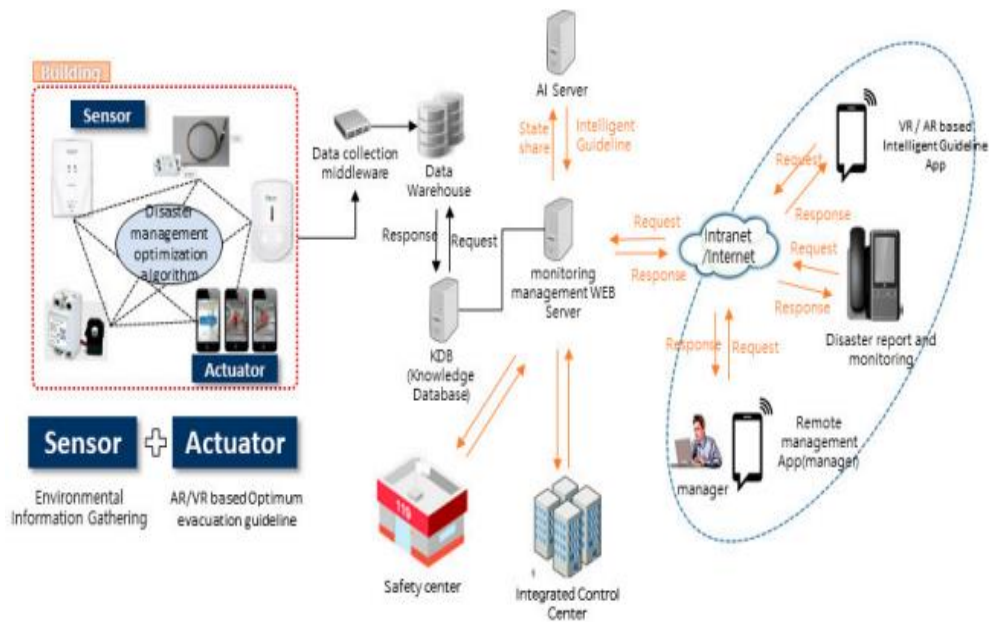 Building
Sensor
Disaster
management
optimization
algorithm
Actuator
Sensor
Actuator
Environmental
Information Gathering
AR/VR based Optimum
evacuation guideline
Data collection
middleware
Data
Warehouse
Response
Request
KDB
(Knowledge
Database)
AI Server
State
share
Intelligent
Guideline
monitoring
management WEB
Server
119
Safety center
Integrated Control
Center
Request
Response
Intranet
/Internet
Request
Response
VR / AR based
Intelligent Guideline
App
Request
Response
Disaster report and
monitoring
Response
Request
manager
Remote
management
App(manager)